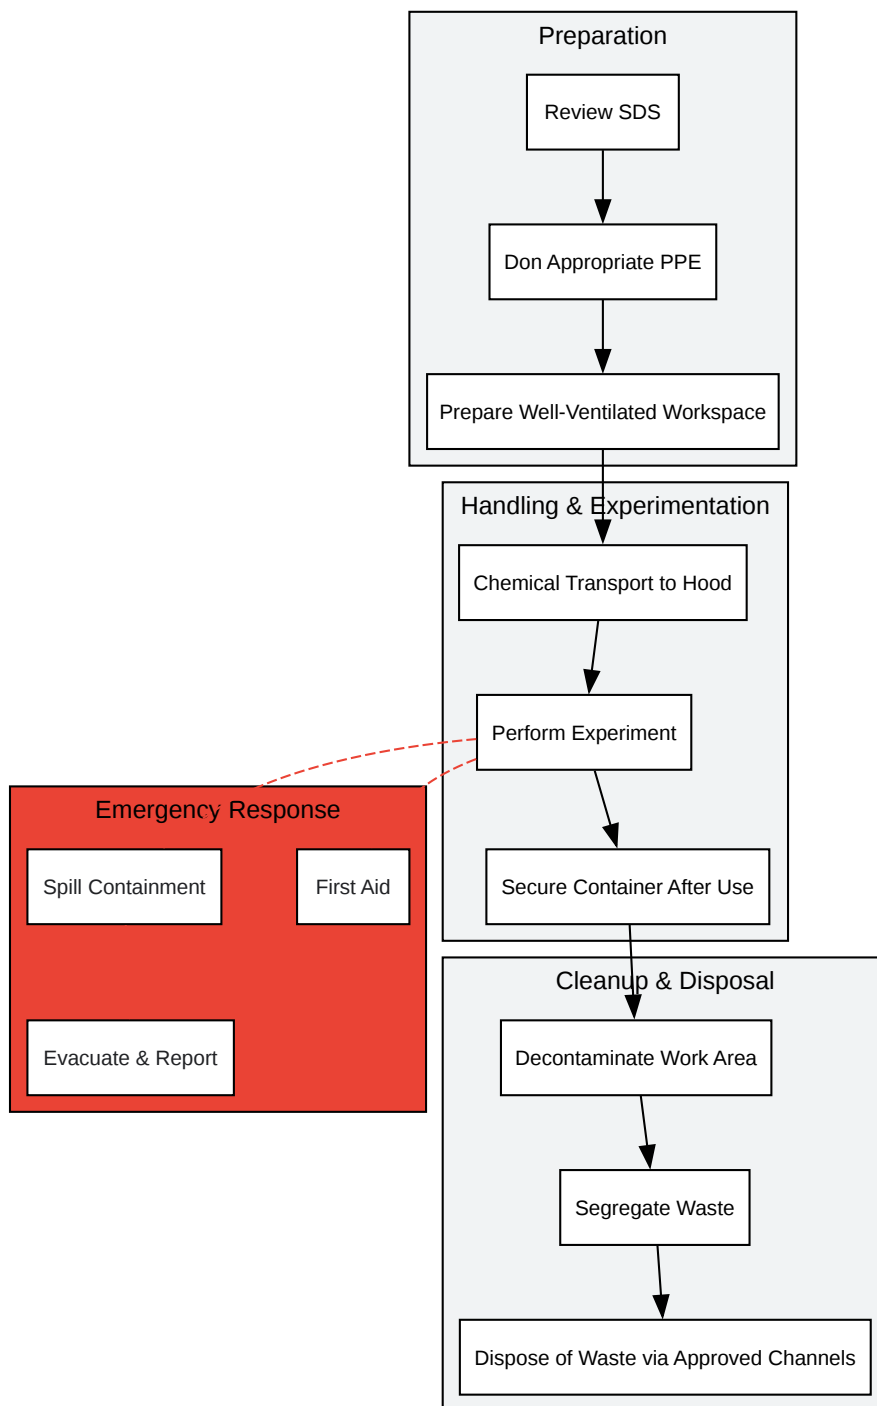 Preparation
Review SDS
Don Appropriate PPE
Prepare Well-Ventilated Workspace
Handling & Experimentation
Chemical Transport to Hood
Perform Experiment
Secure Container After Use
Emergency Response
Spill Containment
First Aid
Evacuate & Report
Cleanup & Disposal
Decontaminate Work Area
Segregate Waste
Dispose of Waste via Approved Channels